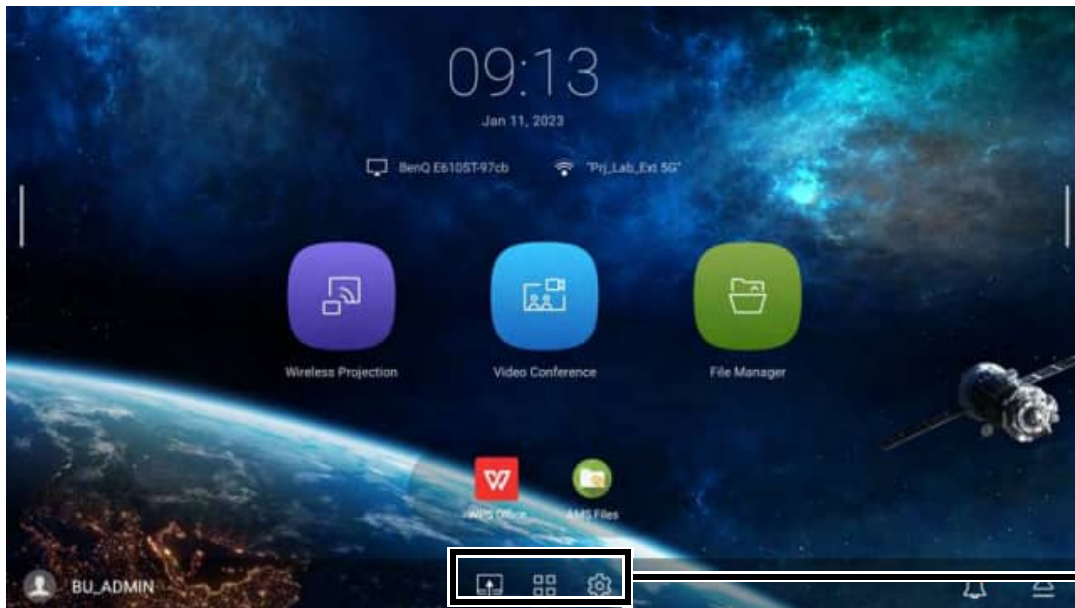 09:13
Jan 11, 2023
BenQ E610ST-97cb "Prj_Lab_Ext 5G"
Wireless Projection Video Conference File Manager
WPS Office AMS Files
BU_ADMIN